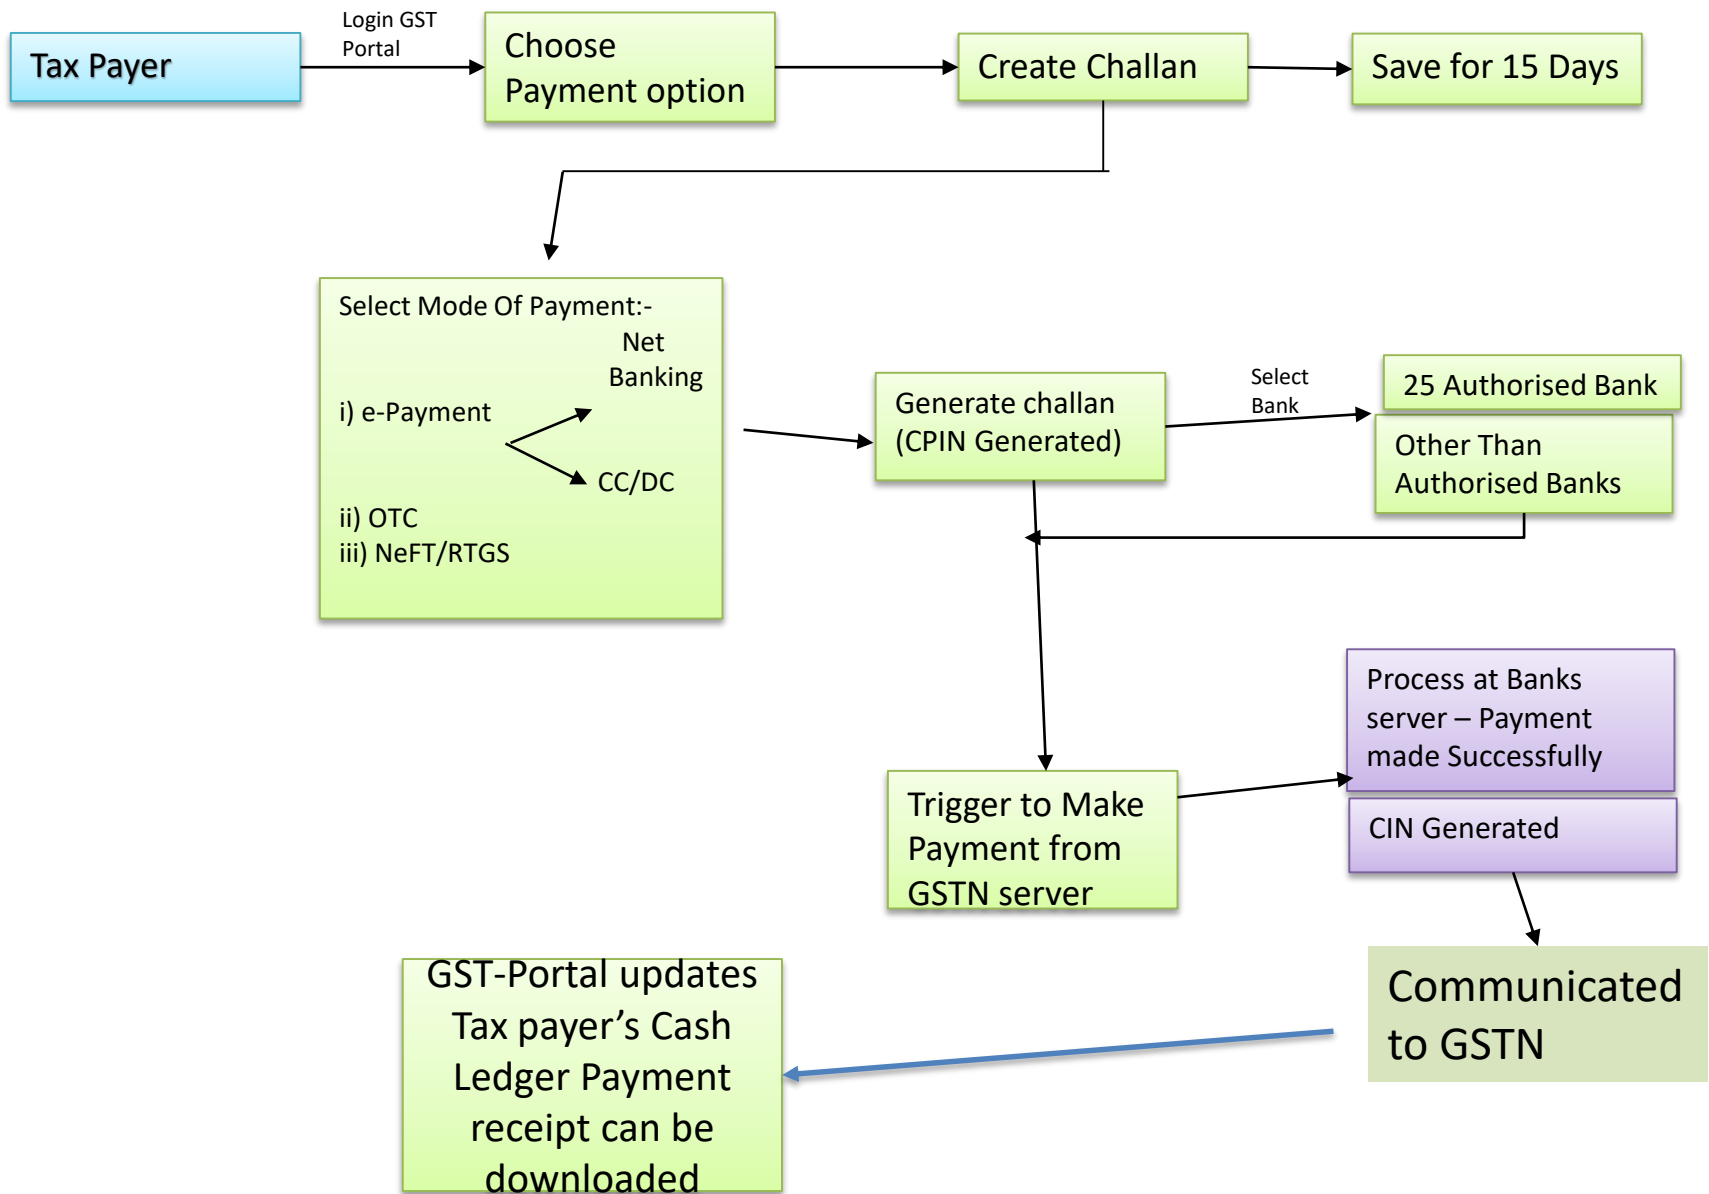 Tax Payer
Login GST
Portal
Choose
Payment option
Create Challan
Save for 15 Days
Select Mode Of Payment:-
Net
Banking
i) e-Payment
CC/DC
ii) OTC
iii) NeFT/RTGS
Generate challan
(CPIN Generated)
Select
Bank
25 Authorised Bank
Other Than
Authorised Banks
Process at Banks
server – Payment
made Successfully
Trigger to Make
Payment from
GSTN server
CIN Generated
Communicated
to GSTN
GST-Portal updates
Tax payer’s Cash
Ledger Payment
receipt can be
downloaded